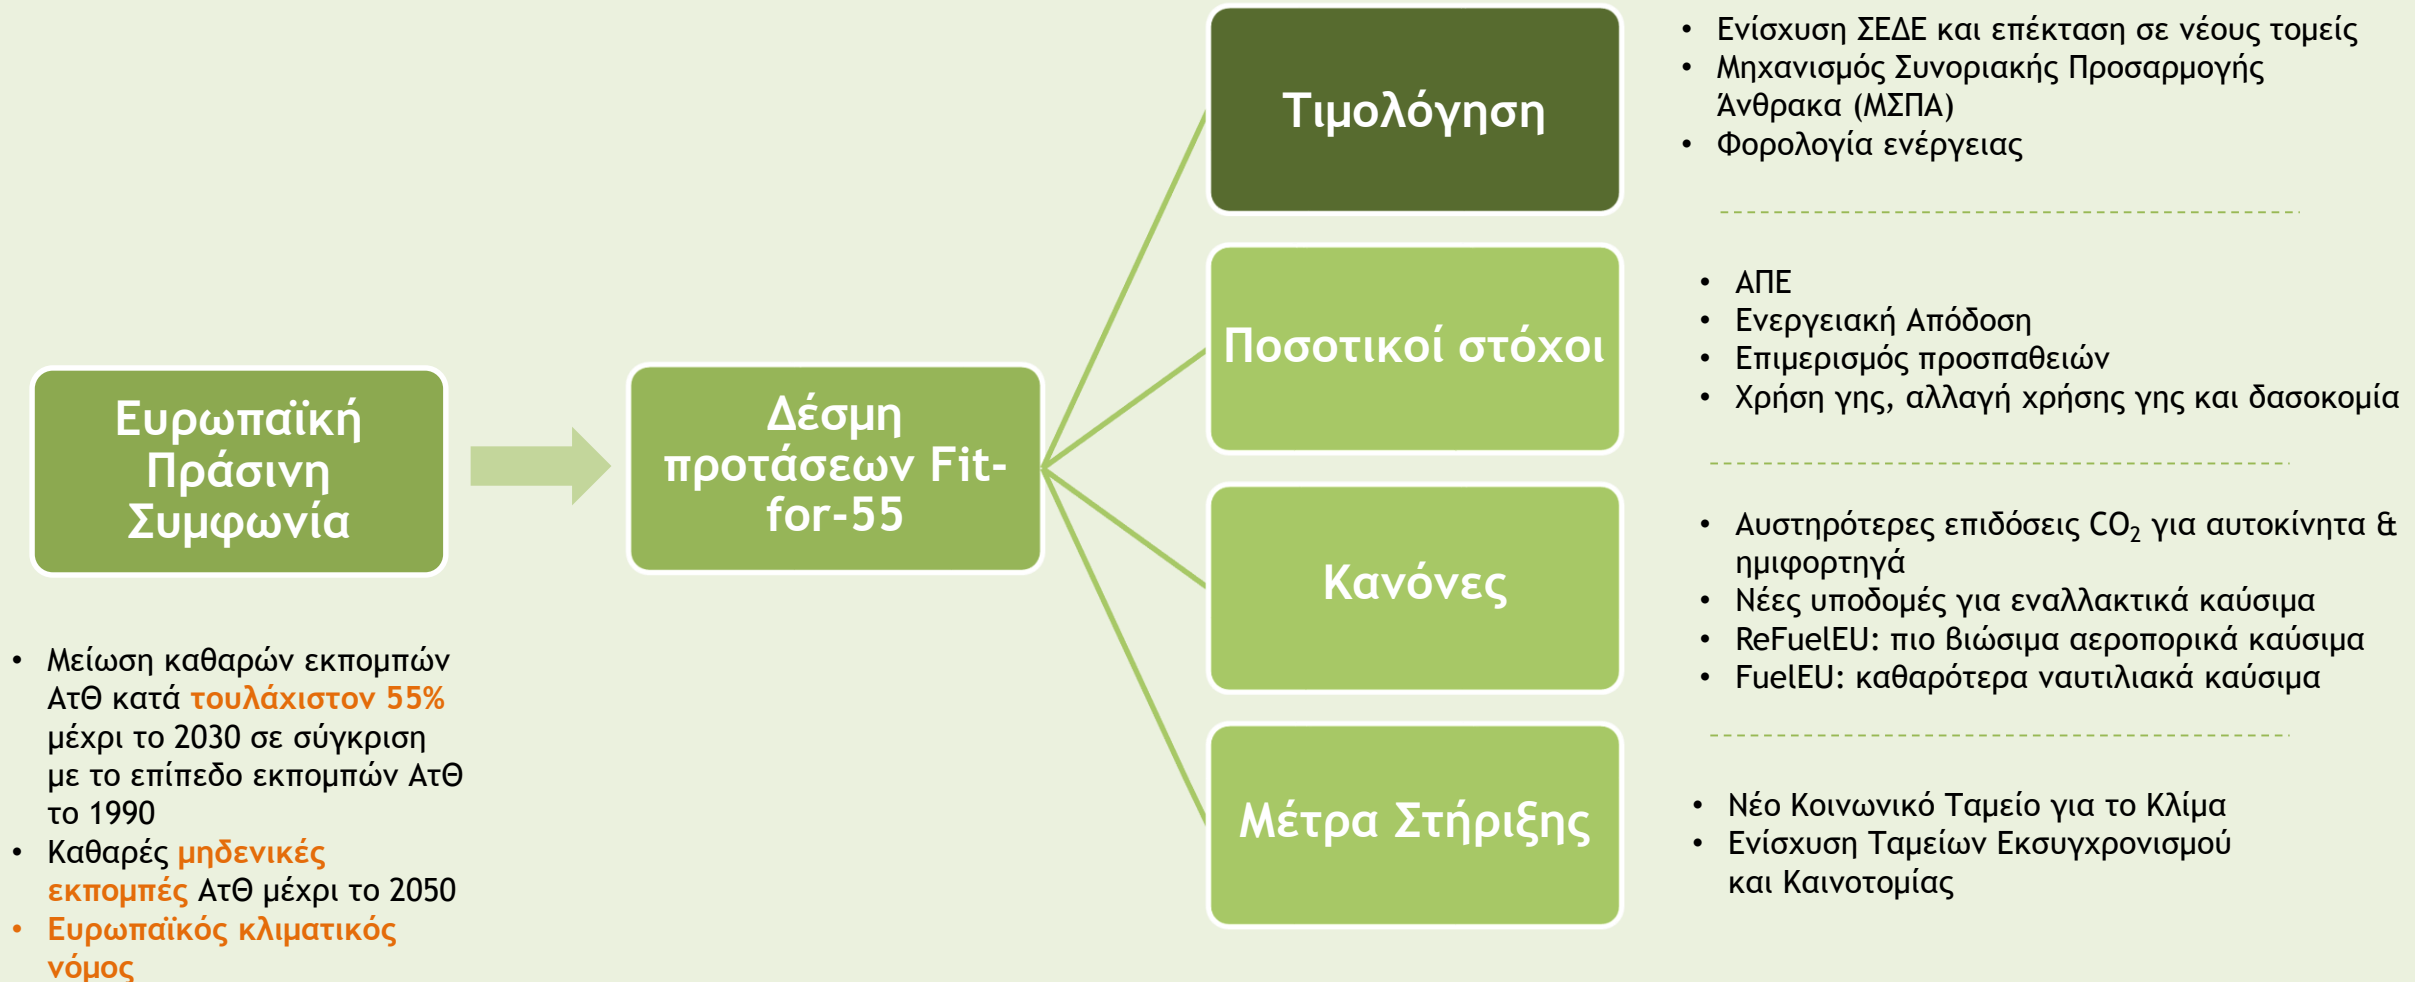 Ευρωπαϊκή
Πράσινη
Συμφωνία
• Μείωση καθαρών εκπομπών
ΑτΘ κατά τουλάχιστον 55%
μέχρι το 2030 σε σύγκριση
με το επίπεδο εκπομπών ΑτΘ
το 1990
• Καθαρές μηδενικές
εκπομπές ΑτΘ μέχρι το 2050
• Ευρωπαϊκός κλιματικός
νόμος
Δέσμη
προτάσεων Fit-
for-55
Τιμολόγηση
• Ενίσχυση ΣΕΔΕ και επέκταση σε νέους τομείς
• Μηχανισμός Συνοριακής Προσαρμογής
Άνθρακα (ΜΣΠΑ)
• Φορολογία ενέργειας
Ποσοτικοί στόχοι
• ΑΠΕ
• Ενεργειακή Απόδοση
• Επιμερισμός προσπαθειών
• Χρήση γης, αλλαγή χρήσης γης και δασοκομία
Κανόνες
• Αυστηρότερες επιδόσεις CO₂ για αυτοκίνητα &
ημιφορτηγά
• Νέες υποδομές για εναλλακτικά καύσιμα
• ReFuelEU: πιο βιώσιμα αεροπορικά καύσιμα
• FuelEU: καθαρότερα ναυτιλιακά καύσιμα
Μέτρα Στήριξης
• Νέο Κοινωνικό Ταμείο για το Κλίμα
• Ενίσχυση Ταμείων Εκσυγχρονισμού
και Καινοτομίας